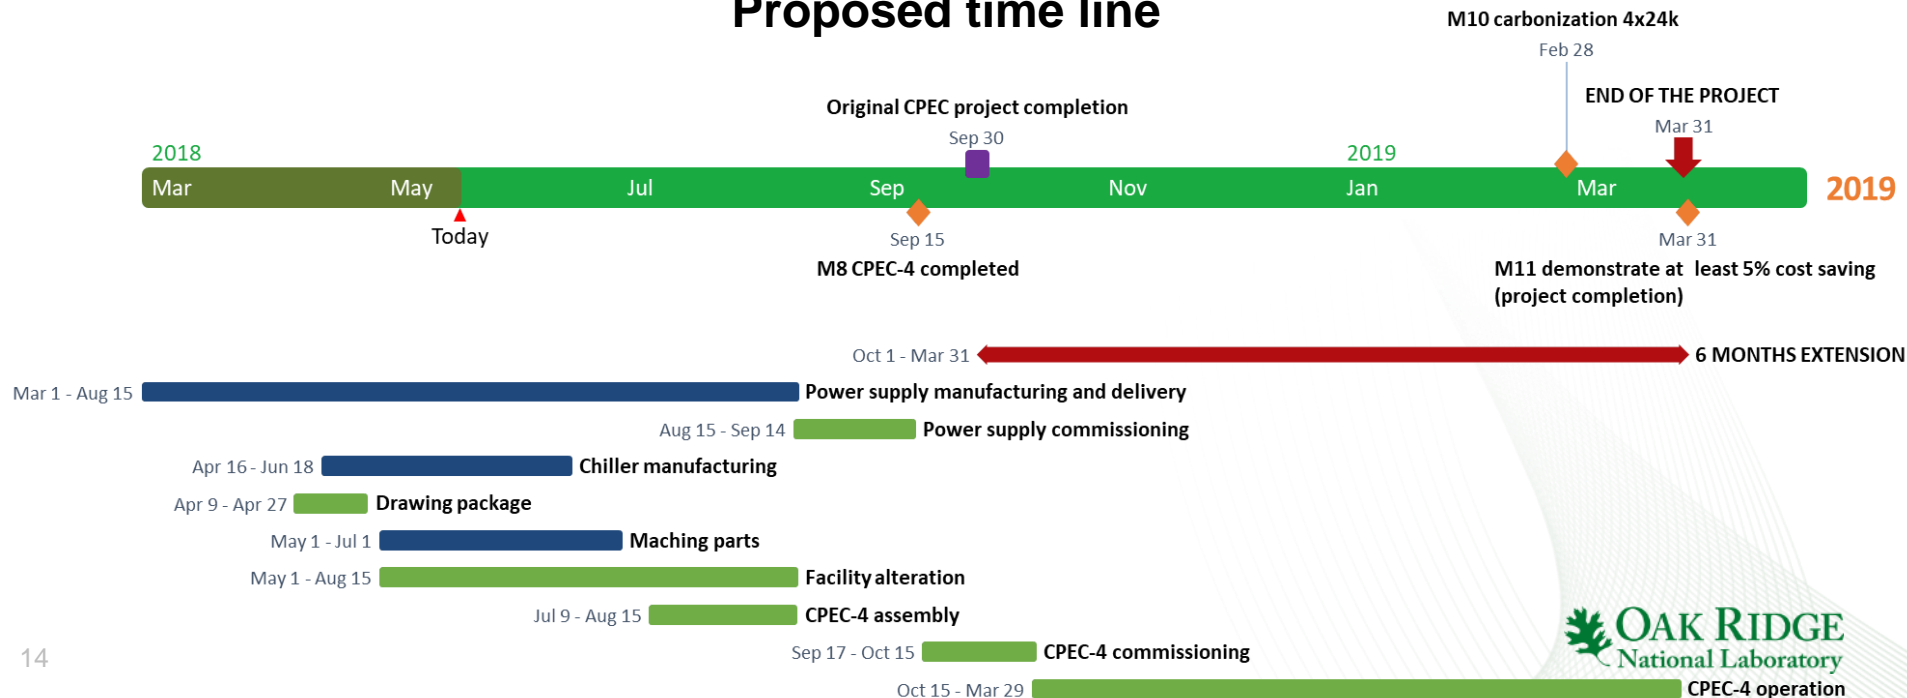 Proposed time line
M10 carbonization 4x24k
Feb 28
END OF THE PROJECT
Mar 31
Original CPEC project completion
Sep 30
2018
2019
Mar May Jul Sep Nov Jan Mar
2019
Today
Sep 15
M8 CPEC-4 completed
Mar 31
M11 demonstrate at least 5% cost saving
(project completion)
Oct 1 - Mar 31 6 MONTHS EXTENSION
Mar 1 - Aug 15 Power supply manufacturing and delivery
Aug 15 - Sep 14 Power supply commissioning
Apr 16 - Jun 18 Chiller manufacturing
Apr 9 - Apr 27 Drawing package
May 1 - Jul 1 Maching parts
May 1 - Aug 15 Facility alteration
Jul 9 - Aug 15 CPEC-4 assembly
Sep 17 - Oct 15 CPEC-4 commissioning
Oct 15 - Mar 29 CPEC-4 operation
14
OAK RIDGE
National Laboratory